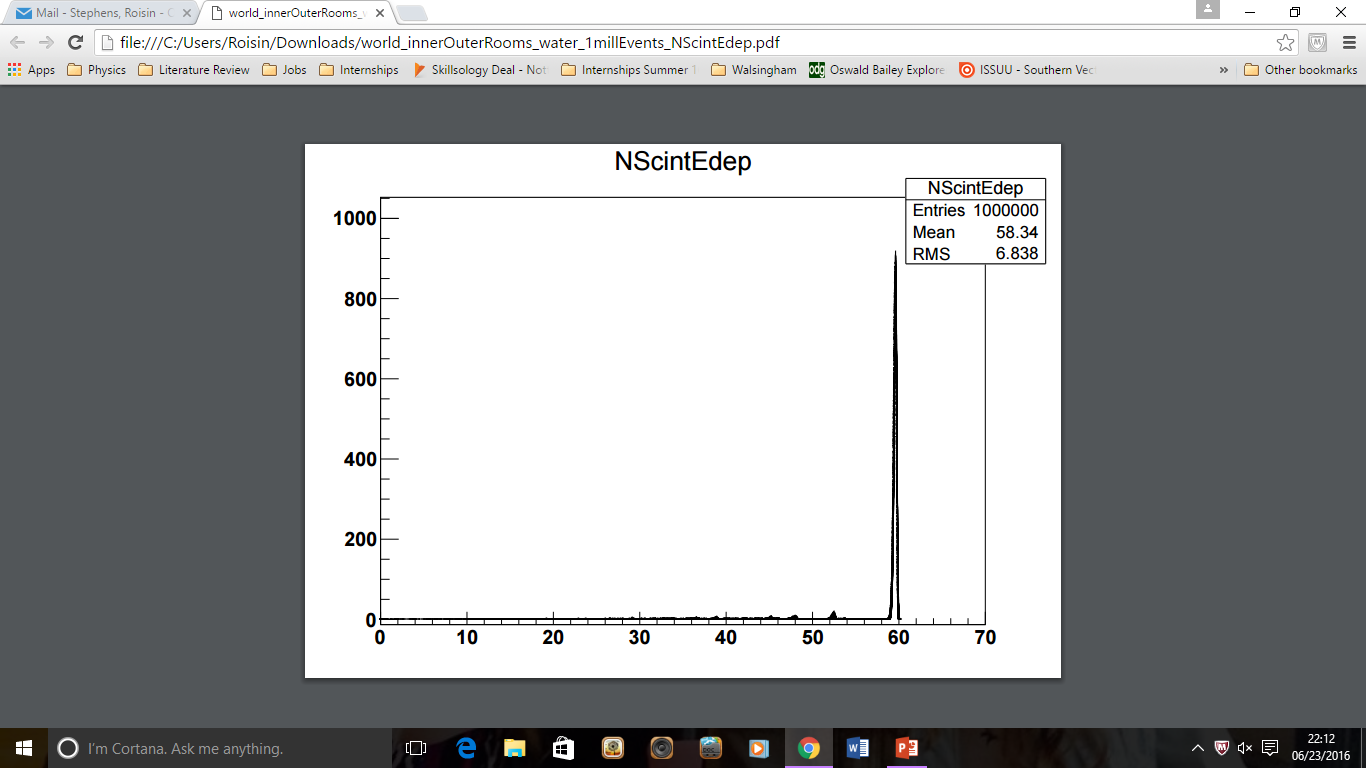 Mail - Stephens, Roisin - 
world_innerOuterRooms_
file:///C:/Users/Roisin/Downloads/world_innerOuterRooms_water_1millEvents_NScintEdep.pdf
Apps Physics Literature Review Jobs Internships Skillsology Deal - Not Internships Summer 1 Walsingham odg Oswald Bailey Explore ISSUU - Southern Vec » Other bookmarks
NScintEdep
NScintEdep
Entries 1000000
Mean 58.34
RMS 6.838
1000
800
600
400
200
0
0 10 20 30 40 50 60 70
I'm Cortana. Ask me anything.
22:12
06/23/2016